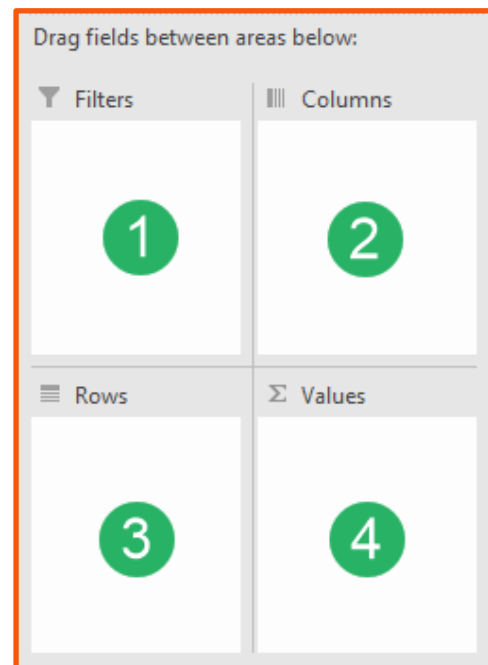 Drag fields between areas below:
Filters
Columns
1
2
Rows
Σ Values
3
4